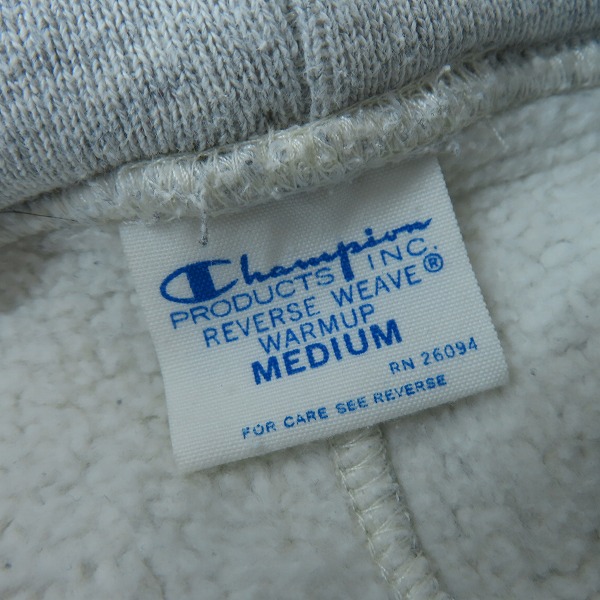 Champion
PRODUCTS INC.
REVERSE WEAVE®
WARMUP
MEDIUM
RN 26094
FOR CARE SEE REVERSE